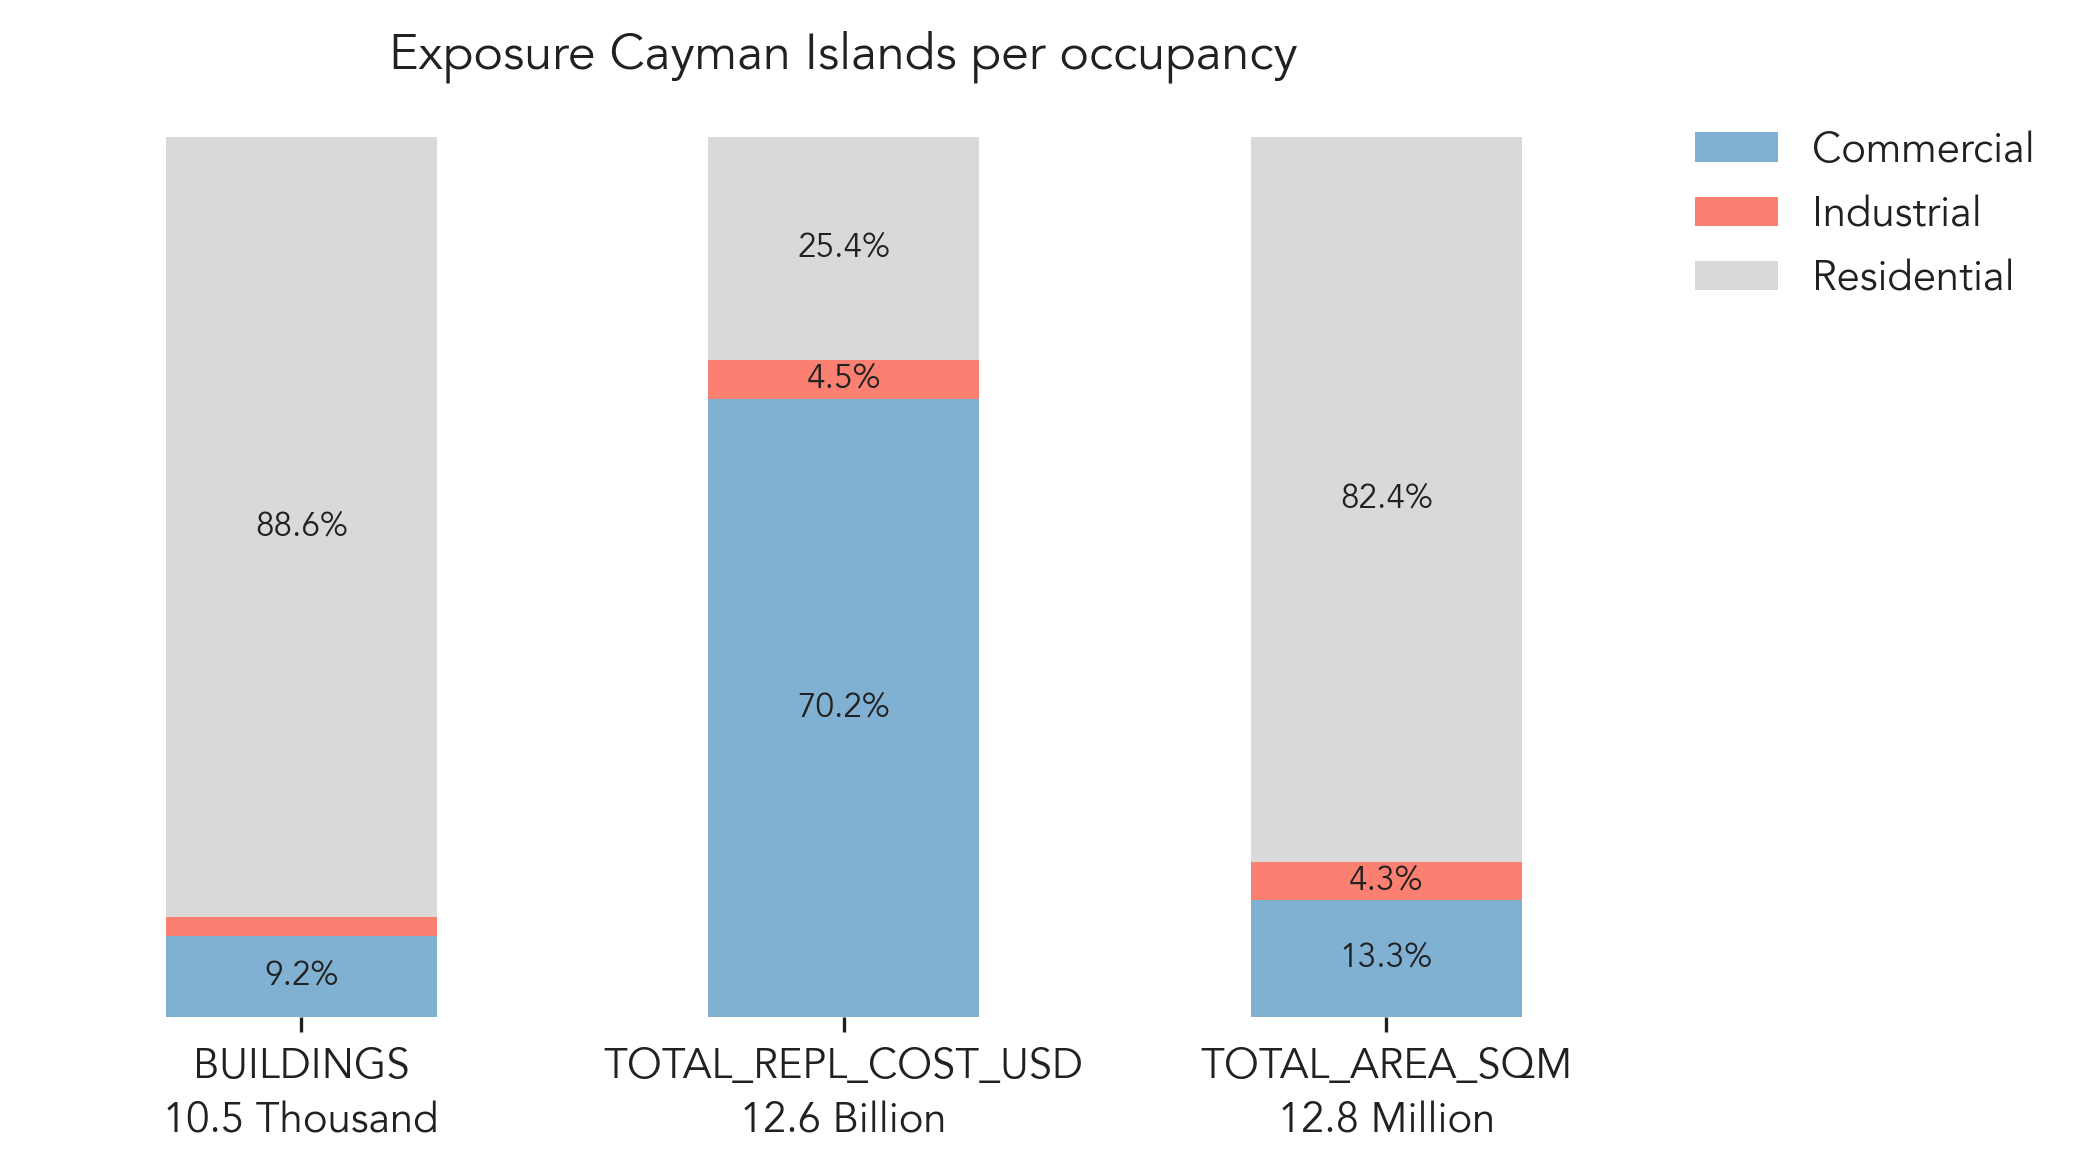 Exposure Cayman Islands per occupancy
Commercial
Industrial
Residential
88.6%
9.2%
25.4%
4.5%
70.2%
82.4%
4.3%
13.3%
BUILDINGS
10.5 Thousand
TOTAL_REPL_COST_USD
12.6 Billion
TOTAL_AREA_SQM
12.8 Million